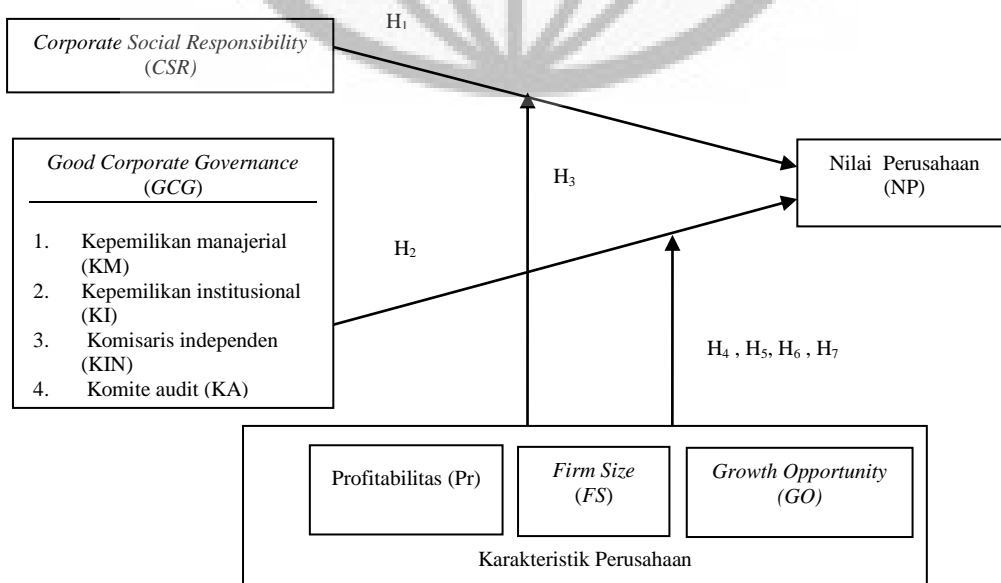 H₁
Corporate Social Responsibility
(CSR)
Good Corporate Governance
(GCG)
1. Kepemilikan manajerial
(KM)
2. Kepemilikan institusional
(KI)
3. Komisaris independen
(KIN)
4. Komite audit (KA)
H₂
H₃
Nilai Perusahaan
(NP)
H₄ , H₅, H₆ , H₇
Profitabilitas (Pr)
Firm Size
(FS)
Growth Opportunity
(GO)
Karakteristik Perusahaan